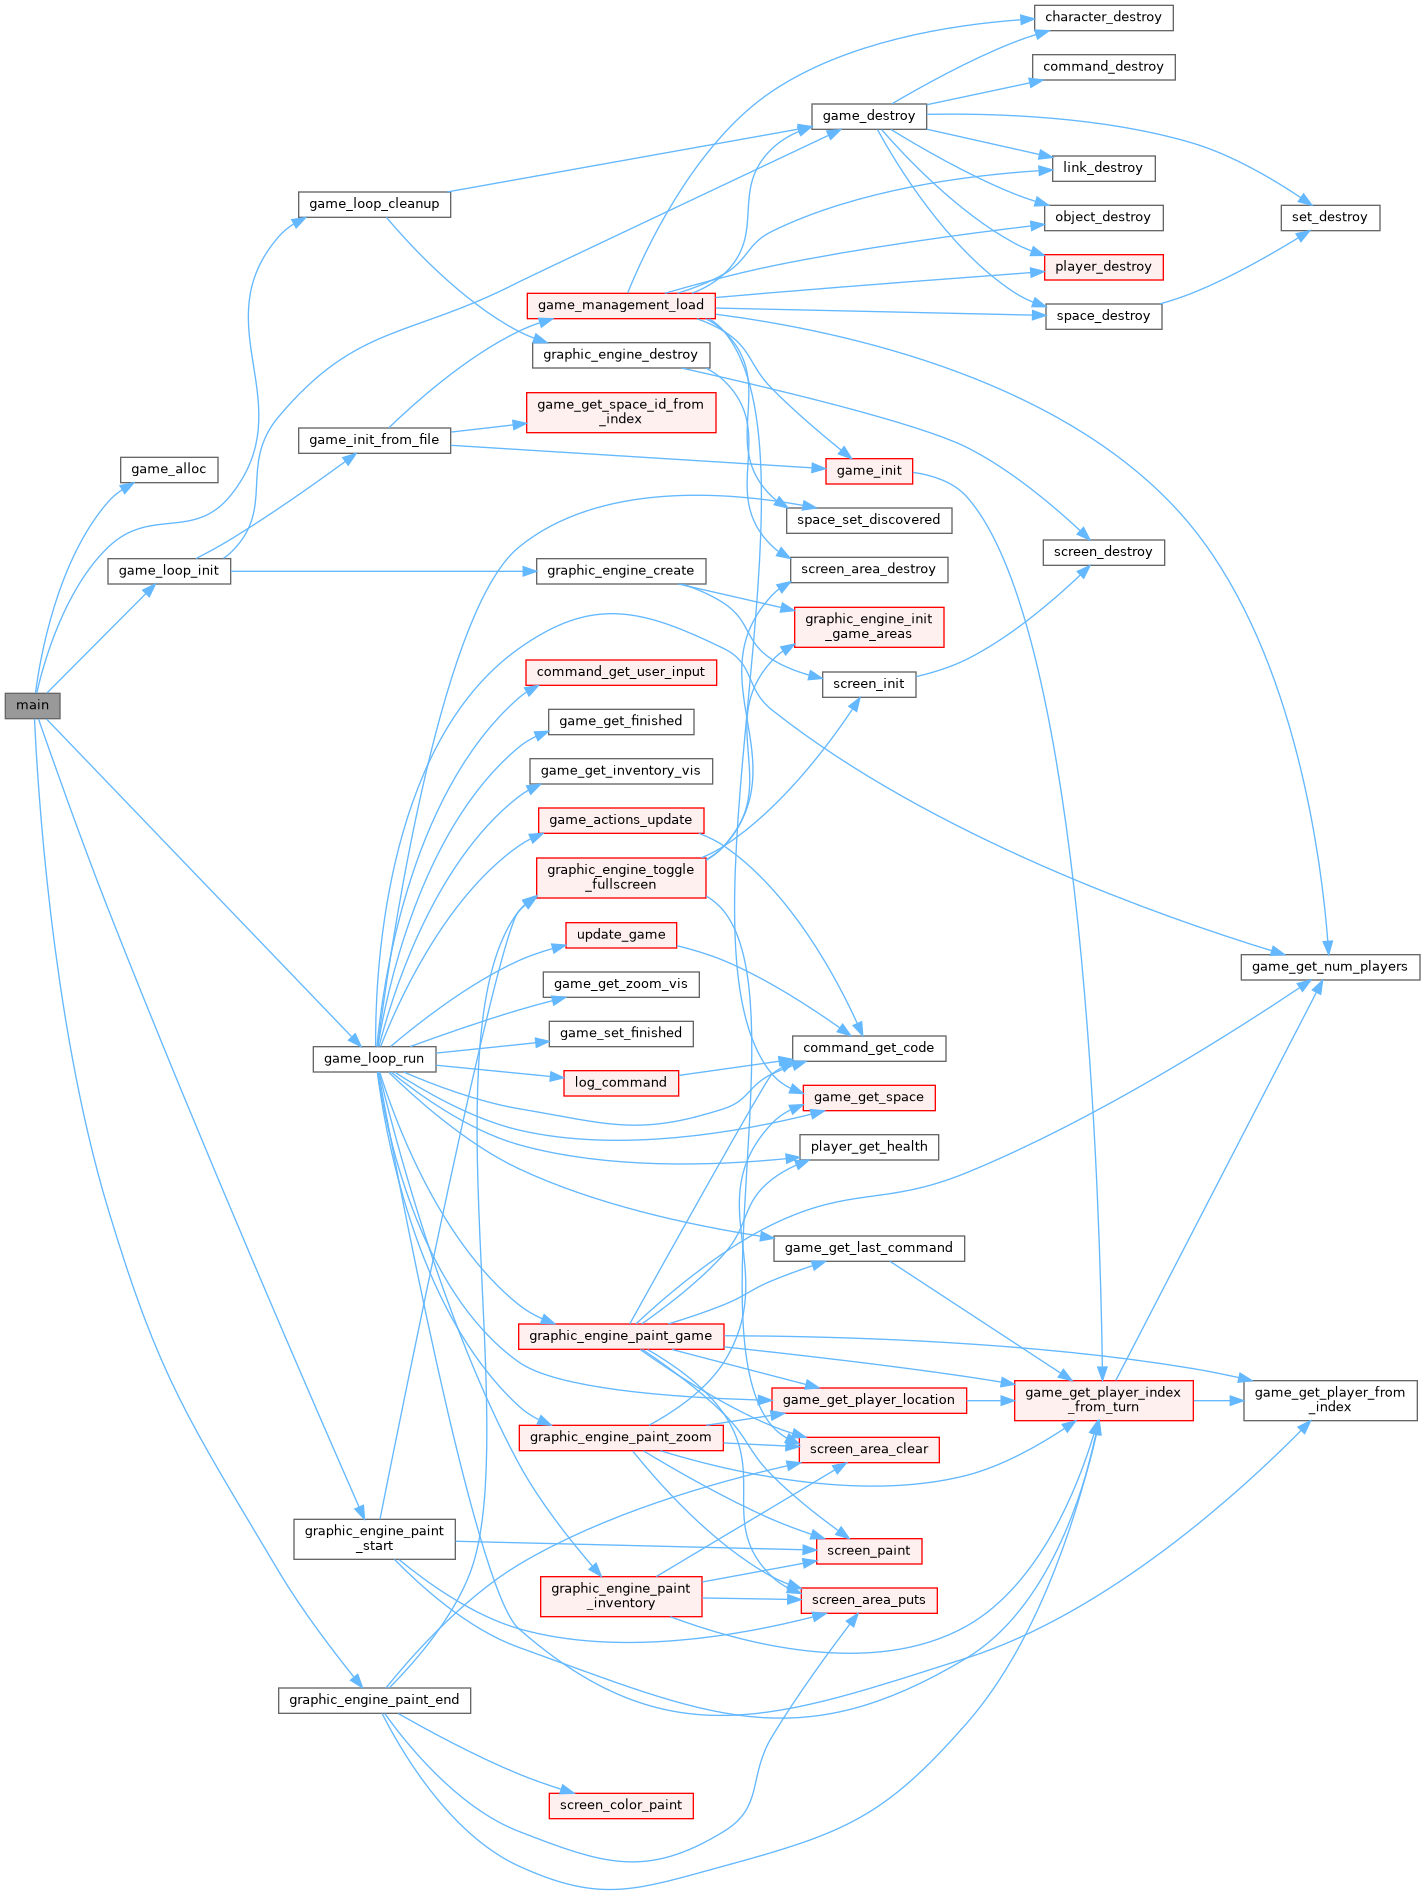 character_destroy
command_destroy
game_destroy
link_destroy
game_loop_cleanup
object_destroy
set_destroy
player_destroy
game_management_load
space_destroy
graphic_engine_destroy
game_get_space_id_from
_index
game_init_from_file
game_alloc
game_init
space_set_discovered
screen_destroy
game_loop_init
graphic_engine_create
screen_area_destroy
graphic_engine_init
_game_areas
command_get_user_input
screen_init
main
game_get_finished
game_get_inventory_vis
game_actions_update
graphic_engine_toggle
_fullscreen
update_game
game_get_num_players
game_get_zoom_vis
game_set_finished
command_get_code
game_loop_run
log_command
game_get_space
player_get_health
game_get_last_command
graphic_engine_paint_game
game_get_player_location
game_get_player_index
_from_turn
game_get_player_from
_index
graphic_engine_paint_zoom
screen_area_clear
graphic_engine_paint
_start
screen_paint
graphic_engine_paint
_inventory
screen_area_puts
graphic_engine_paint_end
screen_color_paint